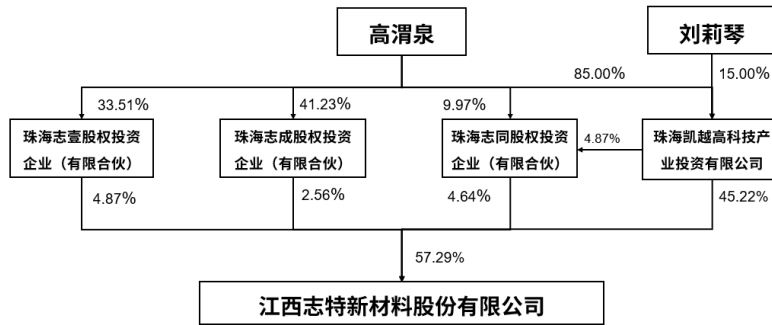 高渭泉
刘莉琴
85.00%
15.00%
33.51%
41.23%
9.97%
珠海志壹股权投资
企业（有限合伙）
珠海志成股权投资
企业（有限合伙）
珠海志同股权投资
企业（有限合伙）
4.87%
珠海凯越高科技产
业投资有限公司
4.87%
2.56%
4.64%
45.22%
57.29%
江西志特新材料股份有限公司